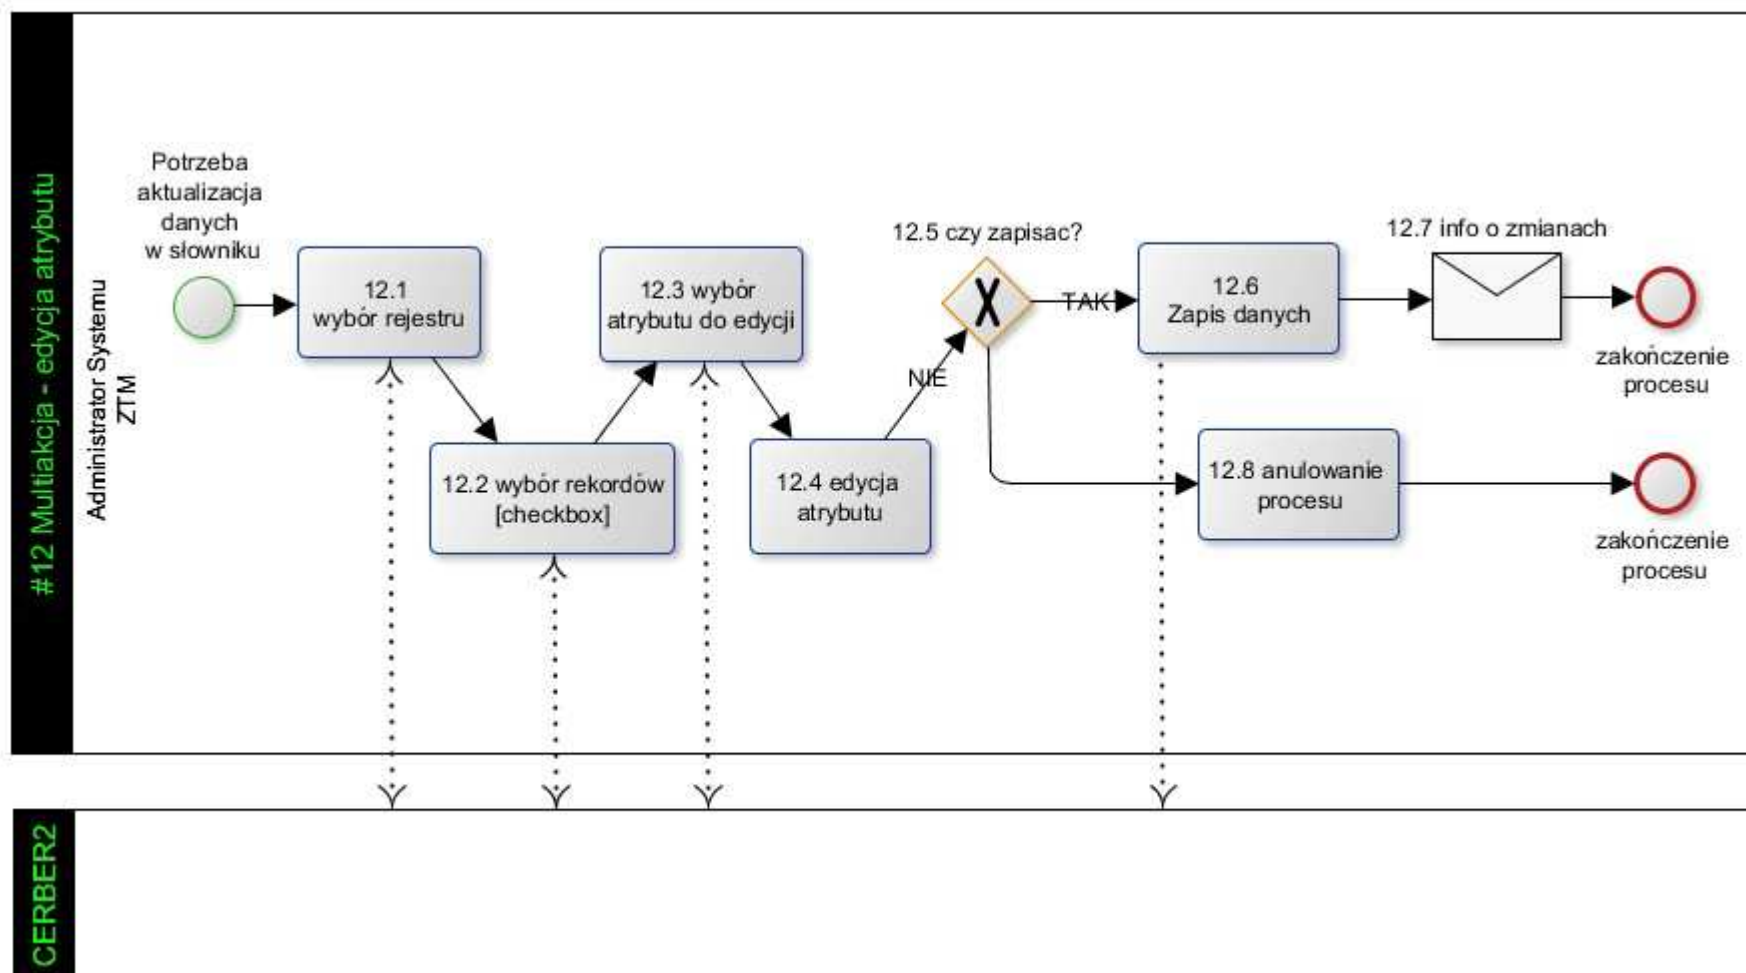 #12 Multiakcja - edycja atrybutu
Administrator Systemu
ZTM
Potrzeba
aktualizacja
danych
w słowniku
12.1
wybór rejestru
12.2 wybór rekordów
[checkbox]
12.3 wybór
atrybutu do edycji
12.4 edycja
atrybutu
12.5 czy zapisac?
TAK
NIE
12.6
Zapis danych
12.7 info o zmianach
zakończenie
procesu
12.8 anulowanie
procesu
zakończenie
procesu
CERBER2